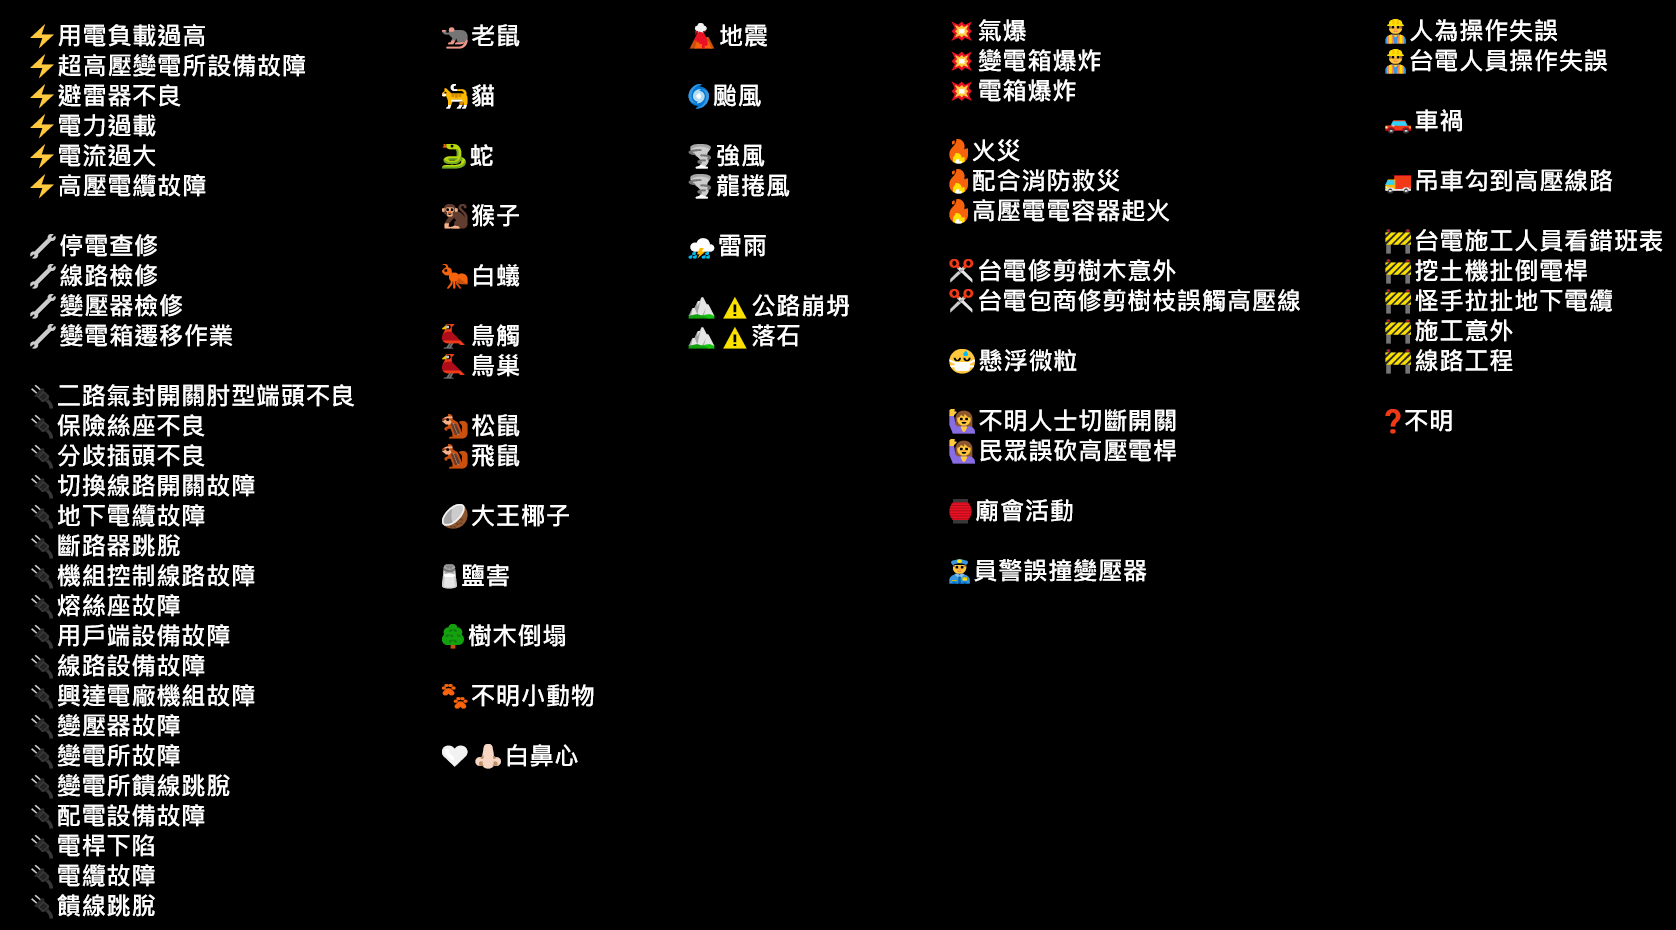 ⚡用電負載過高
⚡超高壓變電所設備故障
⚡避雷器不良
⚡電力過載
⚡電流過大
⚡高壓電纜故障
🔧停電查修
🔧線路檢修
🔧變壓器檢修
🔧變電箱遷移作業
🔌二路氣封開關肘型端頭不良
🔌保險絲座不良
🔌分歧插頭不良
🔌切換線路開關故障
🔌地下電纜故障
🔌斷路器跳脫
🔌機組控制線路故障
🔌熔絲座故障
🔌用戶端設備故障
🔌線路設備故障
🔌興達電廠機組故障
🔌變壓器故障
🔌變電所故障
🔌變電所饋線跳脫
🔌配電設備故障
🔌電桿下陷
🔌電纜故障
🔌饋線跳脫
🐀老鼠
🐈貓
🐍蛇
🐒猴子
🐜白蟻
🐦鳥觸
🐦鳥巢
🐿松鼠
🐿飛鼠
🥥大王椰子
🧂鹽害
🌳樹木倒塌
🐾不明小動物
🤍👃白鼻心
🌋地震
🌀颱風
🌪強風
🌪龍捲風
⛈雷雨
⛰⚠公路崩坍
⛰⚠落石
💥氣爆
💥變電箱爆炸
💥電箱爆炸
🔥火災
🔥配合消防救災
🔥高壓電電容器起火
✂台電修剪樹木意外
✂台電包商修剪樹枝誤觸高壓線
😷懸浮微粒
🙋不明人士切斷開關
🙋民眾誤砍高壓電桿
🏮廟會活動
👮員警誤撞變壓器
👷人為操作失誤
👷台電人員操作失誤
🚗車禍
🚚吊車勾到高壓線路
🚧台電施工人員看錯班表
🚧挖土機扯倒電桿
🚧怪手拉扯地下電纜
🚧施工意外
🚧線路工程
❓不明